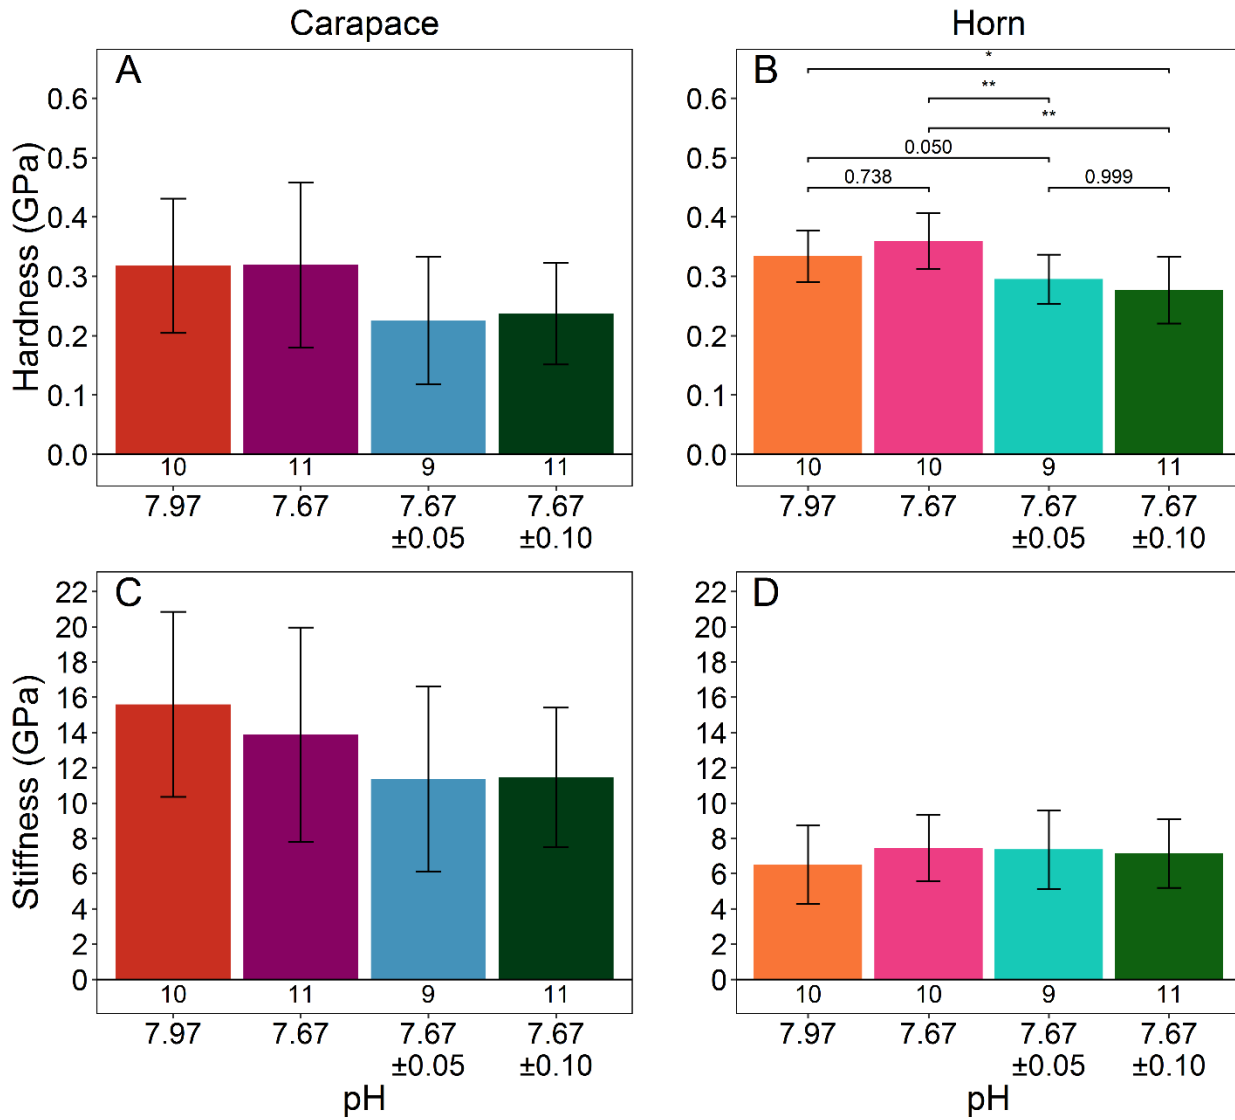 Carapace
Horn
A
Hardness (GPa)
0.6
0.5
0.4
0.3
0.2
0.1
0.0
10 11 9 11
7.97 7.67 7.67 7.67
±0.05 ±0.10
B
0.6
0.5
0.4
0.3
0.2
0.1
0.0
*
**
**
0.050
0.738 0.999
10 10 9 11
7.97 7.67 7.67 7.67
±0.05 ±0.10
C
Stiffness (GPa)
22
20
18
16
14
12
10
8
6
4
2
0
10 11 9 11
7.97 7.67 7.67 7.67
±0.05 ±0.10
pH
D
22
20
18
16
14
12
10
8
6
4
2
0
10 10 9 11
7.97 7.67 7.67 7.67
±0.05 ±0.10
pH